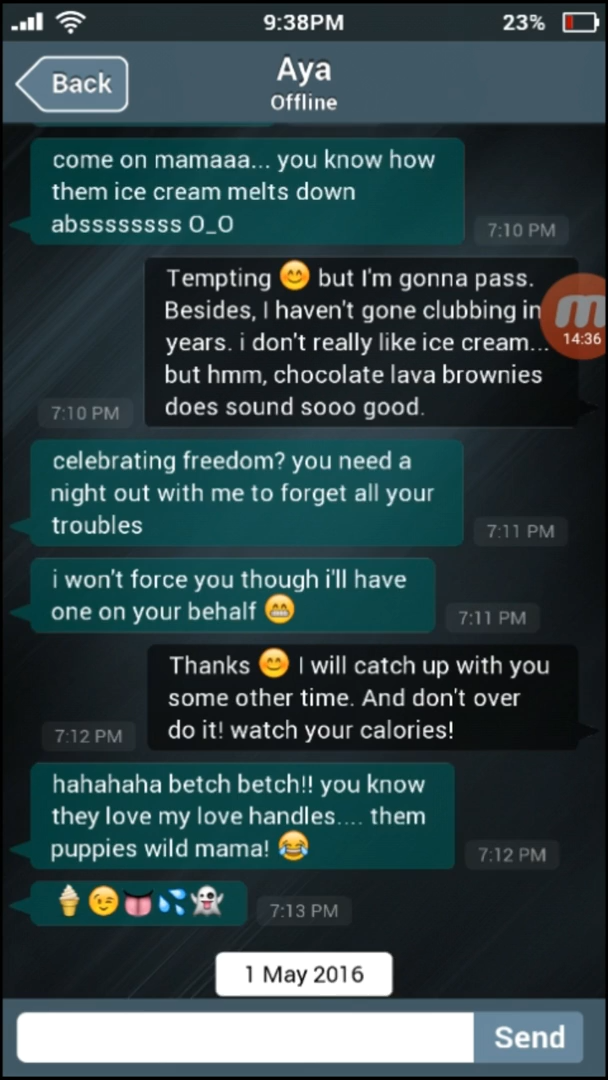 9:38PM 23%
Back
Aya
Offline
come on mamaaa... you know how
them ice cream melts down
abssssssss O_O
7:10 PM
Tempting 😊 but I'm gonna pass.
Besides, I haven't gone clubbing in
years. i don't really like ice cream...
but hmm, chocolate lava brownies
does sound sooo good.
7:10 PM
14:36
celebrating freedom? you need a
night out with me to forget all your
troubles
7:11 PM
i won't force you though i'll have
one on your behalf 😁
7:11 PM
Thanks 😊 I will catch up with you
some other time. And don't over
do it! watch your calories!
7:12 PM
hahahaha betch betch!! you know
they love my love handles.... them
puppies wild mama! 😂
7:12 PM
🍦😉👅💦👻
7:13 PM
1 May 2016
Send